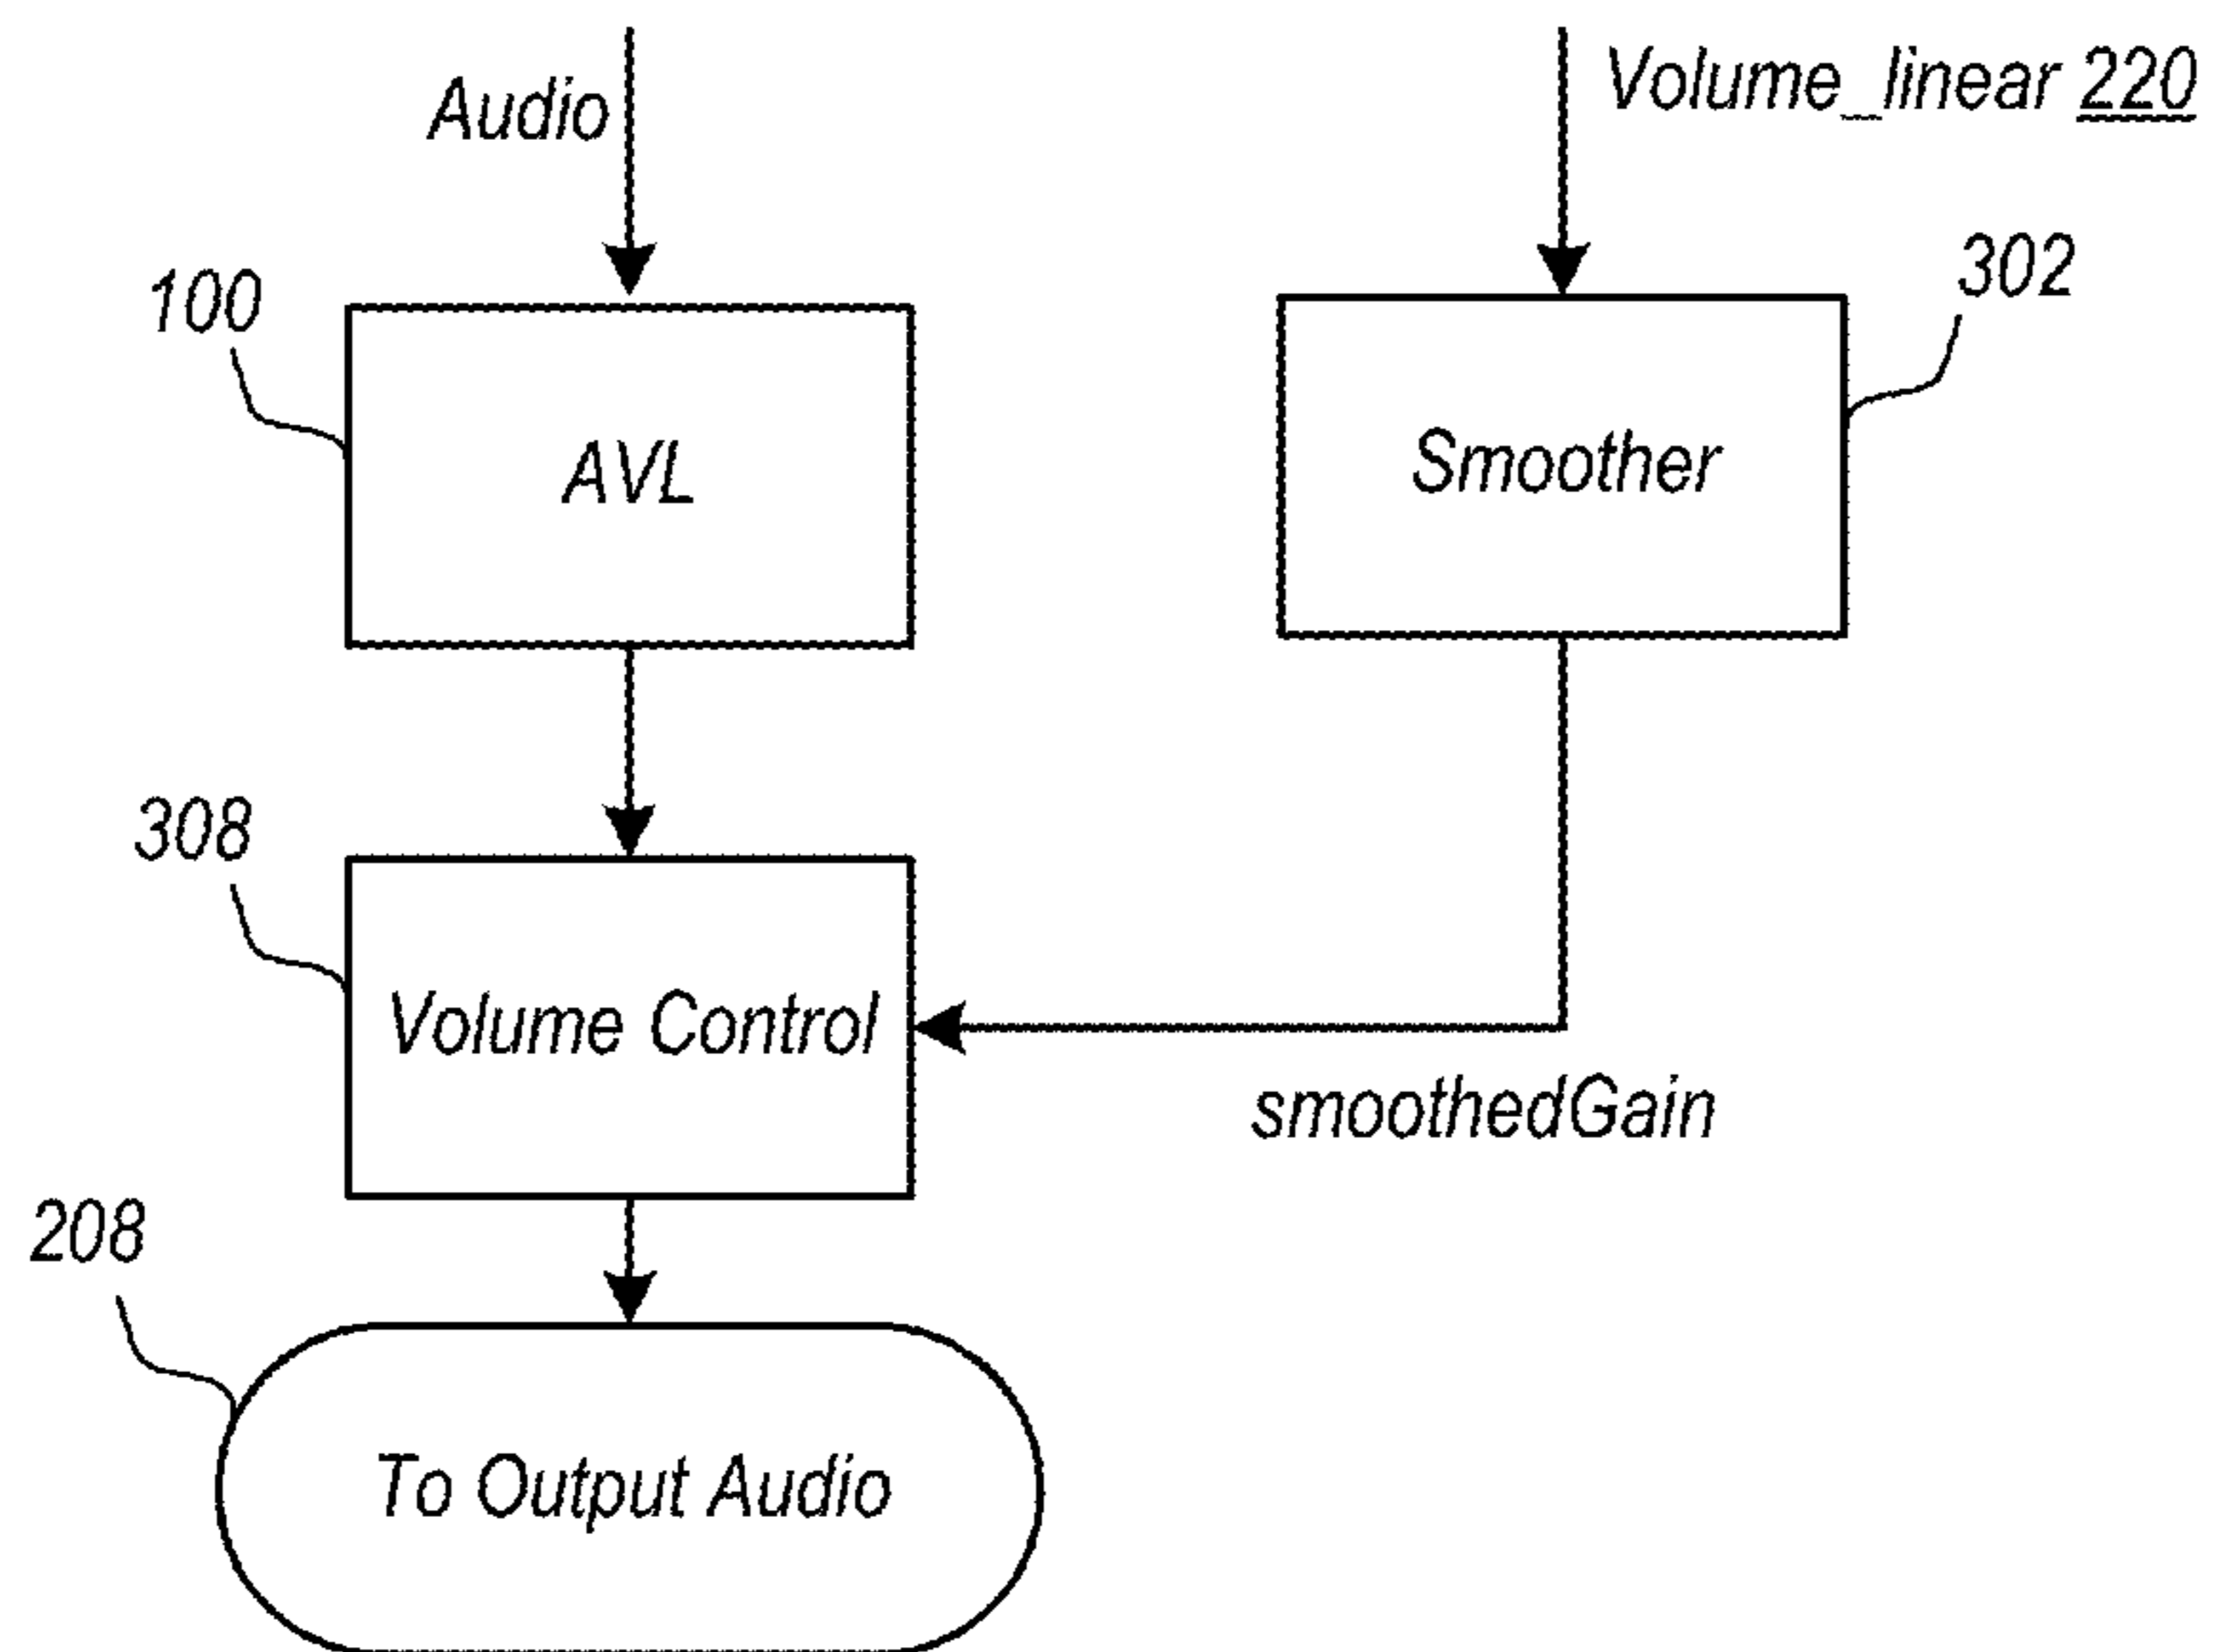 Audio
Volume_linear 220
100
302
AVL
Smoother
308
Volume Control
smoothedGain
208
To Output Audio